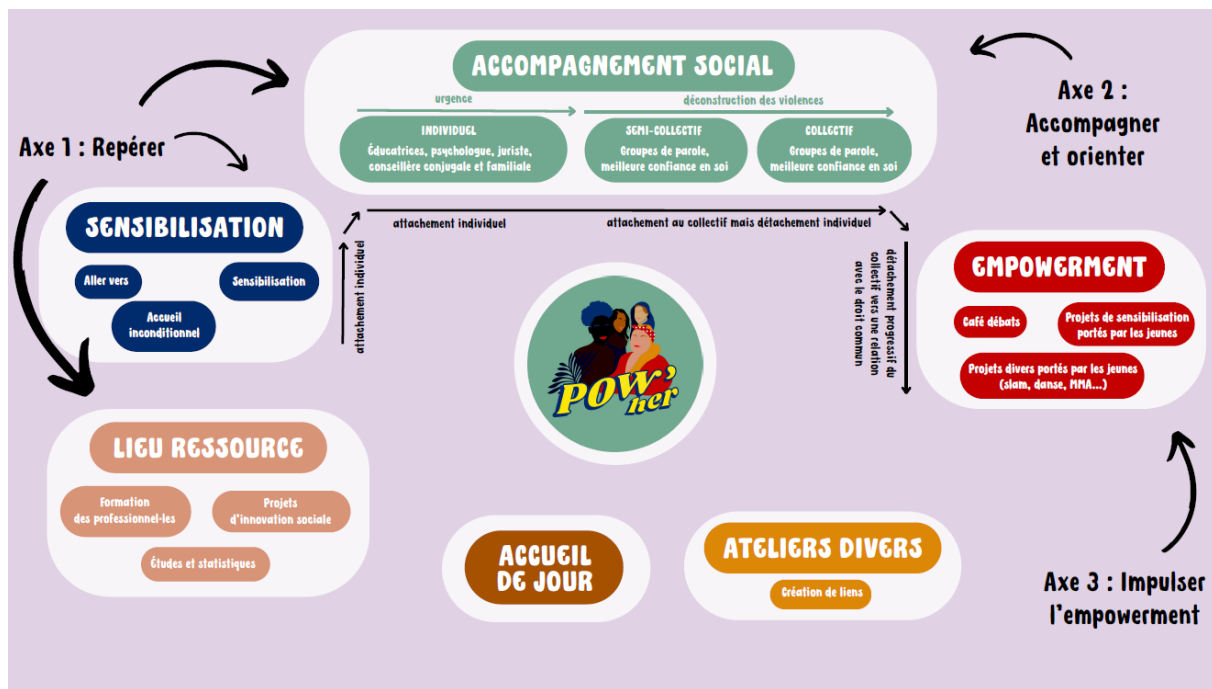 ACCOMPAGNEMENT SOCIAL
urgence
déconstruction des violences
INDIVIDUEL
Éducatrices, psychologue, juriste,
conseillère conjugale et familiale
SEMI-COLLECTIF
Groupes de parole,
meilleure confiance en soi
COLLECTIF
Groupes de parole,
meilleure confiance en soi
Axe 1 : Repérer
Axe 2 :
Accompagner
et orienter
SENSIBILISATION
Aller vers
Sensibilisation
Accueil
inconditionnel
attachement individuel
attachement individuel
attachement au collectif mais détachement individuel
détachement progressif du
collectif vers une relation
avec le droit commun
EMPOWERMENT
Café débats
Projets de sensibilisation
portés par les jeunes
Projets divers portés par les jeunes
(slam, danse, MMA...)
POW'
her
LIEU RESSOURCE
Formation
des professionnel·les
Projets
d'innovation sociale
Études et statistiques
ACCUEIL
DE JOUR
ATELIERS DIVERS
Création de liens
Axe 3 : Impulser
l'empowerment